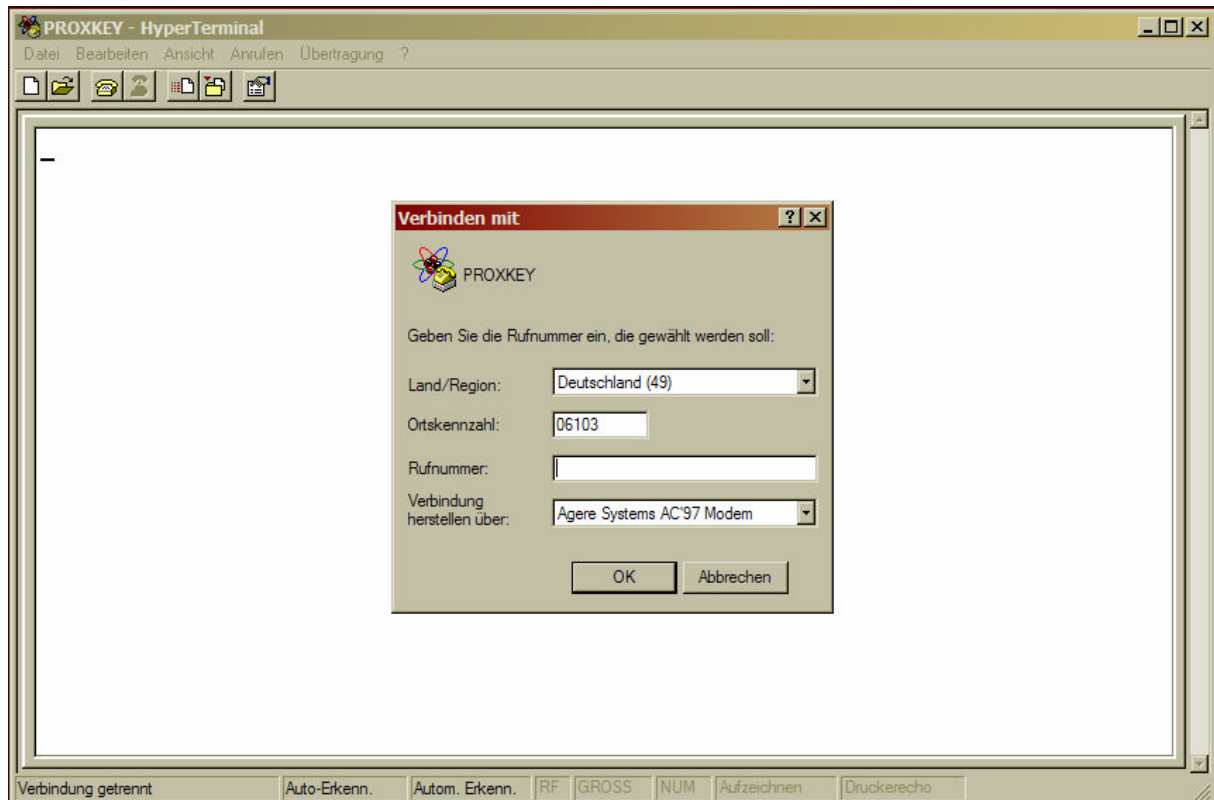 PROXKEY - HyperTerminal
Datei Bearbeiten Ansicht Anrufen Übertragung ?
Verbinden mit
PROXKEY
Geben Sie die Rufnummer ein, die gewählt werden soll:
Land/Region: Deutschland (49)
Ortskennzahl: 06103
Rufnummer:
Verbindung
herstellen über: Agere Systems AC'97 Modem
OK Abbrechen
Verbindung getrennt Auto-Erkenn. Autom. Erkenn. RF GROSS NUM Aufzeichnen Druckerecho